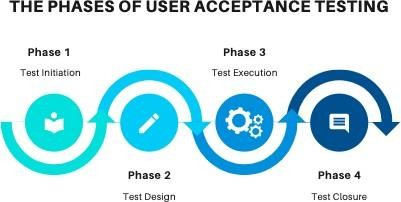 THE PHASES OF USER ACCEPTANCE TESTING
Phase 1
Test Initiation
Phase 2
Test Design
Phase 3
Test Execution
Phase 4
Test Closure